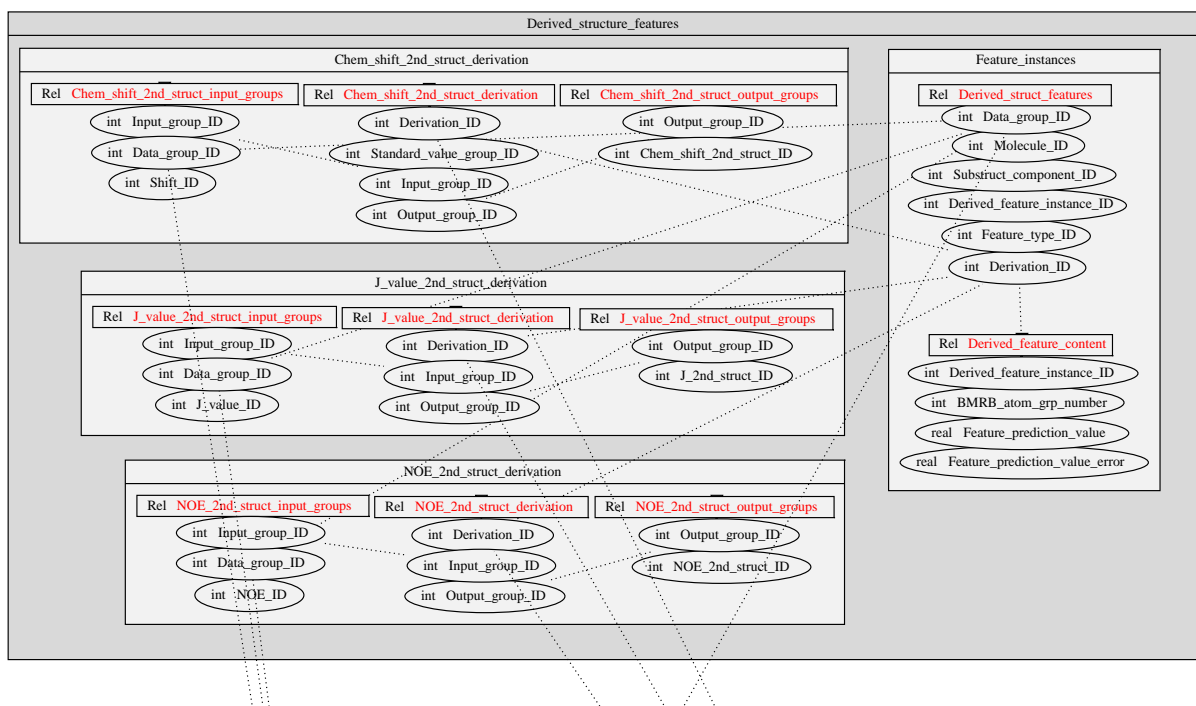 Derived_structure_features
Chem_shift_2nd_struct_derivation
Rel Chem_shift_2nd_struct_input_groups
int Input_group_ID
int Data_group_ID
int Shift_ID
Rel Chem_shift_2nd_struct_derivation
int Derivation_ID
int Standard_value_group_ID
int Input_group_ID
int Output_group_ID
Rel Chem_shift_2nd_struct_output_groups
int Output_group_ID
int Chem_shift_2nd_struct_ID
J_value_2nd_struct_derivation
Rel J_value_2nd_struct_input_groups
int Input_group_ID
int Data_group_ID
int J_value_ID
Rel J_value_2nd_struct_derivation
int Derivation_ID
int Input_group_ID
int Output_group_ID
Rel J_value_2nd_struct_output_groups
int Output_group_ID
int J_2nd_struct_ID
NOE_2nd_struct_derivation
Rel NOE_2nd_struct_input_groups
int Input_group_ID
int Data_group_ID
int NOE_ID
Rel NOE_2nd_struct_derivation
int Derivation_ID
int Input_group_ID
int Output_group_ID
Rel NOE_2nd_struct_output_groups
int Output_group_ID
int NOE_2nd_struct_ID
Feature_instances
Rel Derived_struct_features
int Data_group_ID
int Molecule_ID
int Substruct_component_ID
int Derived_feature_instance_ID
int Feature_type_ID
int Derivation_ID
Rel Derived_feature_content
int Derived_feature_instance_ID
int BMRB_atom_grp_number
real Feature_prediction_value
real Feature_prediction_value_error